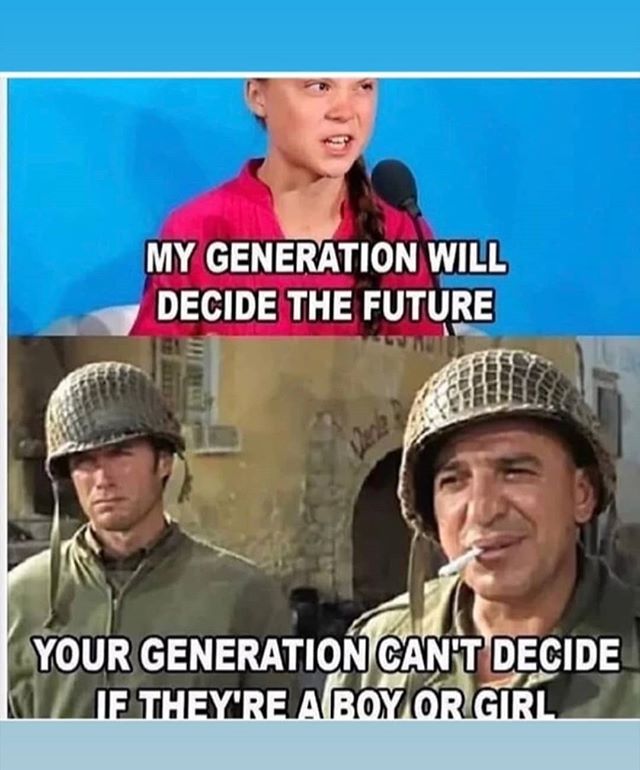 MY GENERATION WILL
DECIDE THE FUTURE
YOUR GENERATION CAN'T DECIDE
IF THEY'RE A BOY OR GIRL